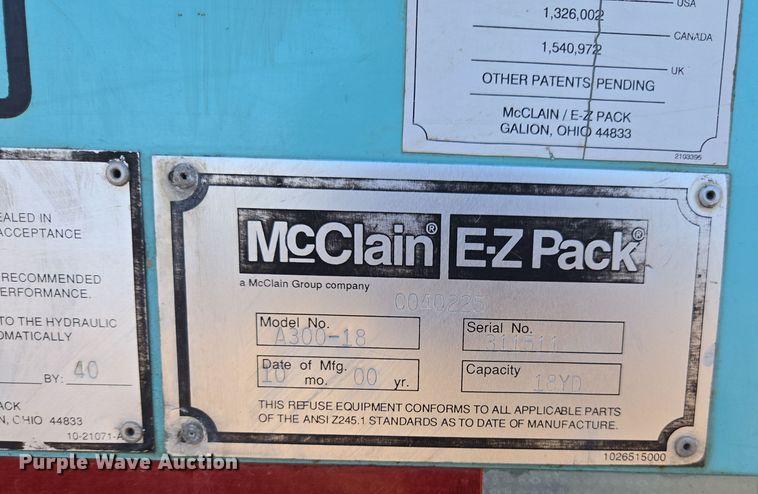 USA
1,326,002
CANADA
1,540,972
UK
OTHER PATENTS PENDING
McCLAIN / E-Z PACK
GALION, OHIO 44833
2103395
EALED IN
ACCEPTANCE
RECOMMENDED
ERFORMANCE.
TO THE HYDRAULIC
OMATICALLY
BY: 40
ACK
N, OHIO 44833
10-21071-A
McClain® E-Z Pack®
a McClain Group company
0040225
Model No. A300-18
Serial No. 311511
Date of Mfg. 10 mo. 00 yr.
Capacity 18YD
THIS REFUSE EQUIPMENT CONFORMS TO ALL APPLICABLE PARTS
OF THE ANSI Z245.1 STANDARDS AS TO DATE OF MANUFACTURE.
1026515000
Purple Wave Auction